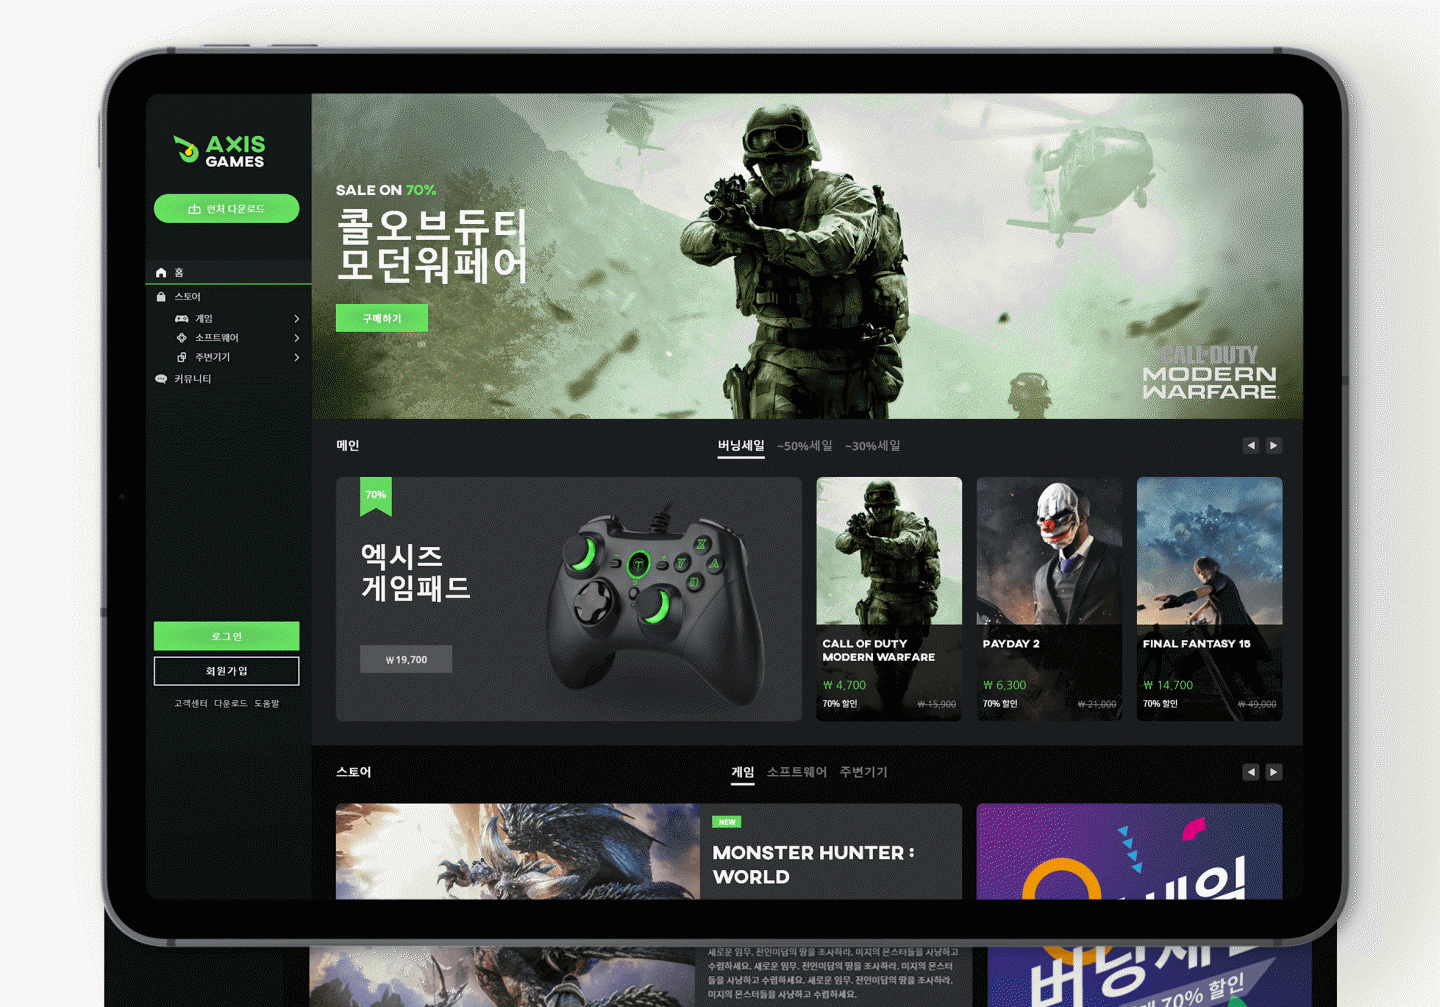 AXIS
GAMES
런처 다운로드
홈
스토어
게임
소프트웨어
주변기기
커뮤니티
로그인
회원가입
고객센터 다운로드 도움말
SALE ON 70%
콜오브듀티
모던워페어
구매하기
CALL OF DUTY
MODERN
WARFARE
메인
버닝세일 ~50%세일 ~30%세일
70%
엑시즈
게임패드
₩ 19,700
CALL OF DUTY
MODERN WARFARE
₩ 4,700
70% 할인 ₩ 15,900
PAYDAY 2
₩ 6,300
70% 할인 ₩ 21,000
FINAL FANTASY 15
₩ 14,700
70% 할인 ₩ 49,000
스토어
게임 소프트웨어 주변기기
NEW
MONSTER HUNTER :
WORLD
새로운 임무. 전인미답의 땅을 조사하라. 미지의 몬스터들을 사냥하고
수렵하세요. 새로운 임무. 전인미답의 땅을 조사하라. 미지의 몬스터
들을 사냥하고 수렵하세요. 새로운 임무. 전인미답의 땅을 조사하라.
미지의 몬스터들을 사냥하고 수렵하세요.
버닝세일
70% 할인